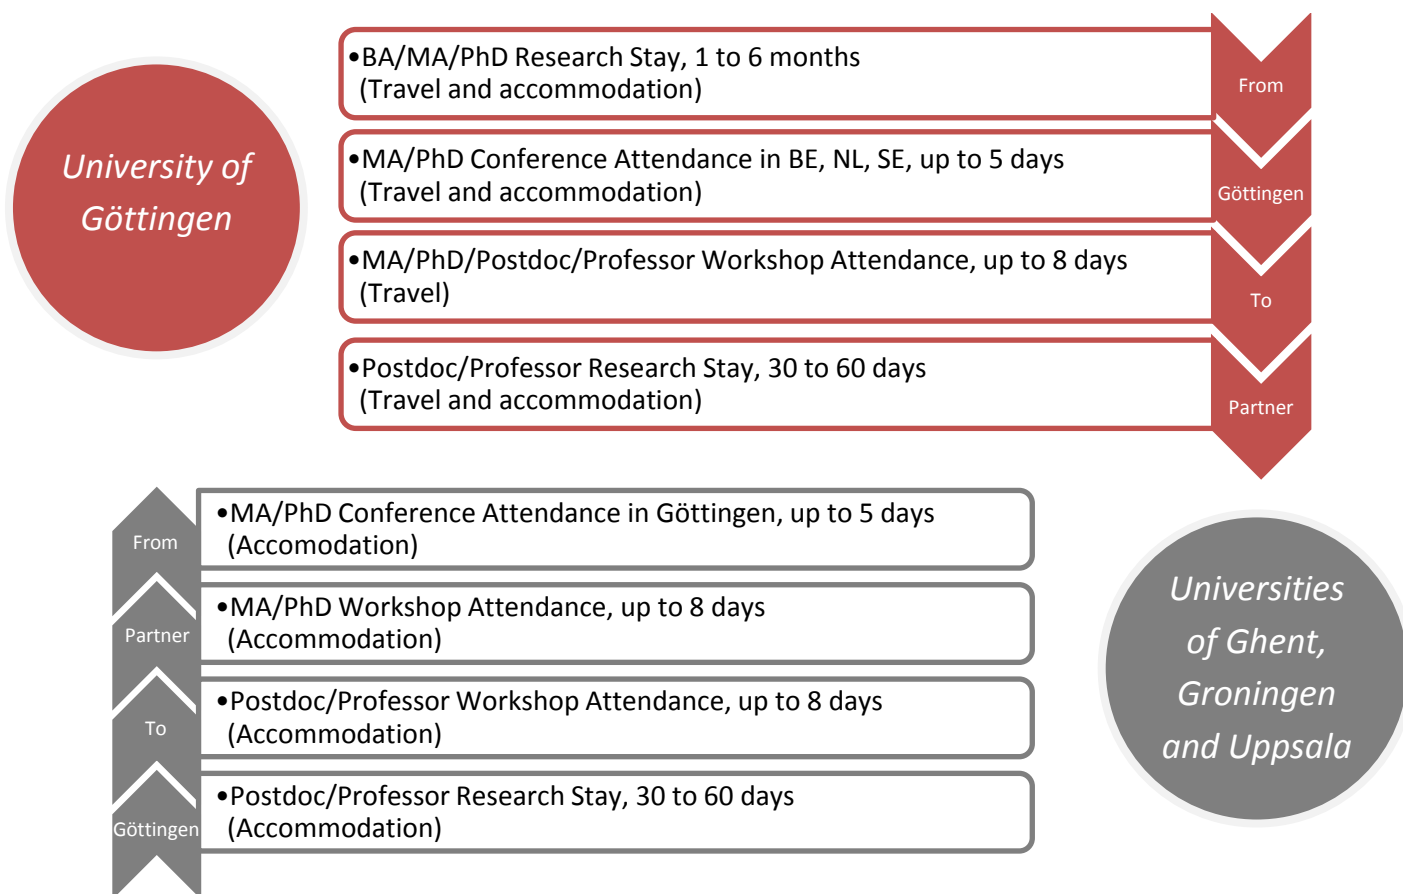 University of
Göttingen
•BA/MA/PhD Research Stay, 1 to 6 months
(Travel and accommodation)
•MA/PhD Conference Attendance in BE, NL, SE, up to 5 days
(Travel and accommodation)
•MA/PhD/Postdoc/Professor Workshop Attendance, up to 8 days
(Travel)
•Postdoc/Professor Research Stay, 30 to 60 days
(Travel and accommodation)
From
Göttingen
To
Partner
From
Partner
To
Göttingen
•MA/PhD Conference Attendance in Göttingen, up to 5 days
(Accomodation)
•MA/PhD Workshop Attendance, up to 8 days
(Accommodation)
•Postdoc/Professor Workshop Attendance, up to 8 days
(Accommodation)
•Postdoc/Professor Research Stay, 30 to 60 days
(Accommodation)
Universities
of Ghent,
Groningen
and Uppsala